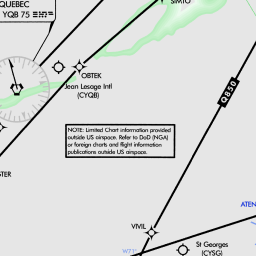 QUEBEC
YQB 75
SIMTO
OBTEK
Jean Lesage Intl
(CYQB)
Q850
NOTE: Limited Chart information provided
outside US airspace. Refer to DoD (NGA)
or foreign charts and flight information
publications outside US airspace.
STER
VIVIL
ATEN
St Georges
(CYSG)
W71°